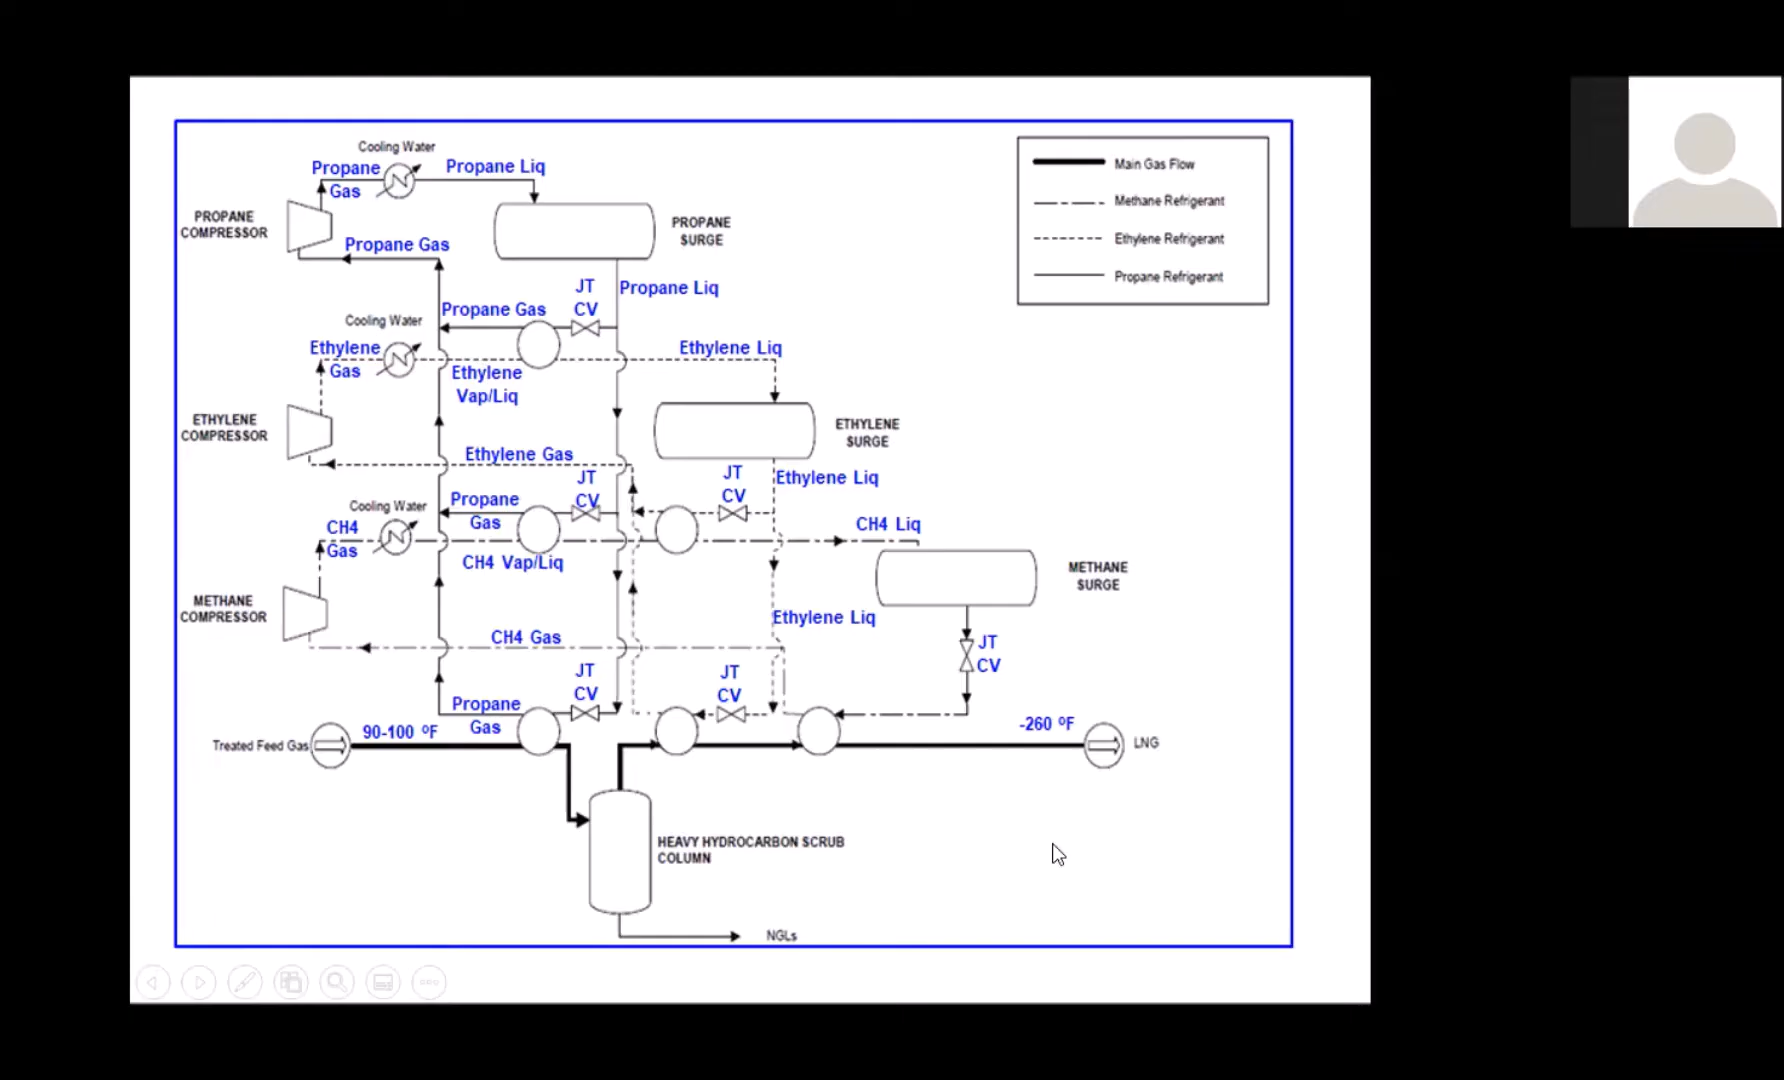 Cooling Water
Propane
Gas
Propane Liq
PROPANE
COMPRESSOR
PROPANE
SURGE
Propane Gas
Main Gas Flow
Methane Refrigerant
Ethylene Refrigerant
Propane Refrigerant
JT
CV
Propane Liq
Propane Gas
Cooling Water
Ethylene
Gas
Ethylene Liq
Ethylene
Vap/Liq
ETHYLENE
COMPRESSOR
ETHYLENE
SURGE
Ethylene Gas
JT
CV
JT
CV
Ethylene Liq
Cooling Water
Propane
Gas
CH4
Gas
CH4 Liq
CH4 Vap/Liq
METHANE
SURGE
METHANE
COMPRESSOR
Ethylene Liq
CH4 Gas
JT
CV
JT
CV
JT
CV
Propane
Gas
Treated Feed Gas
90-100 ºF
-260 ºF
LNG
HEAVY HYDROCARBON SCRUB
COLUMN
NGLs